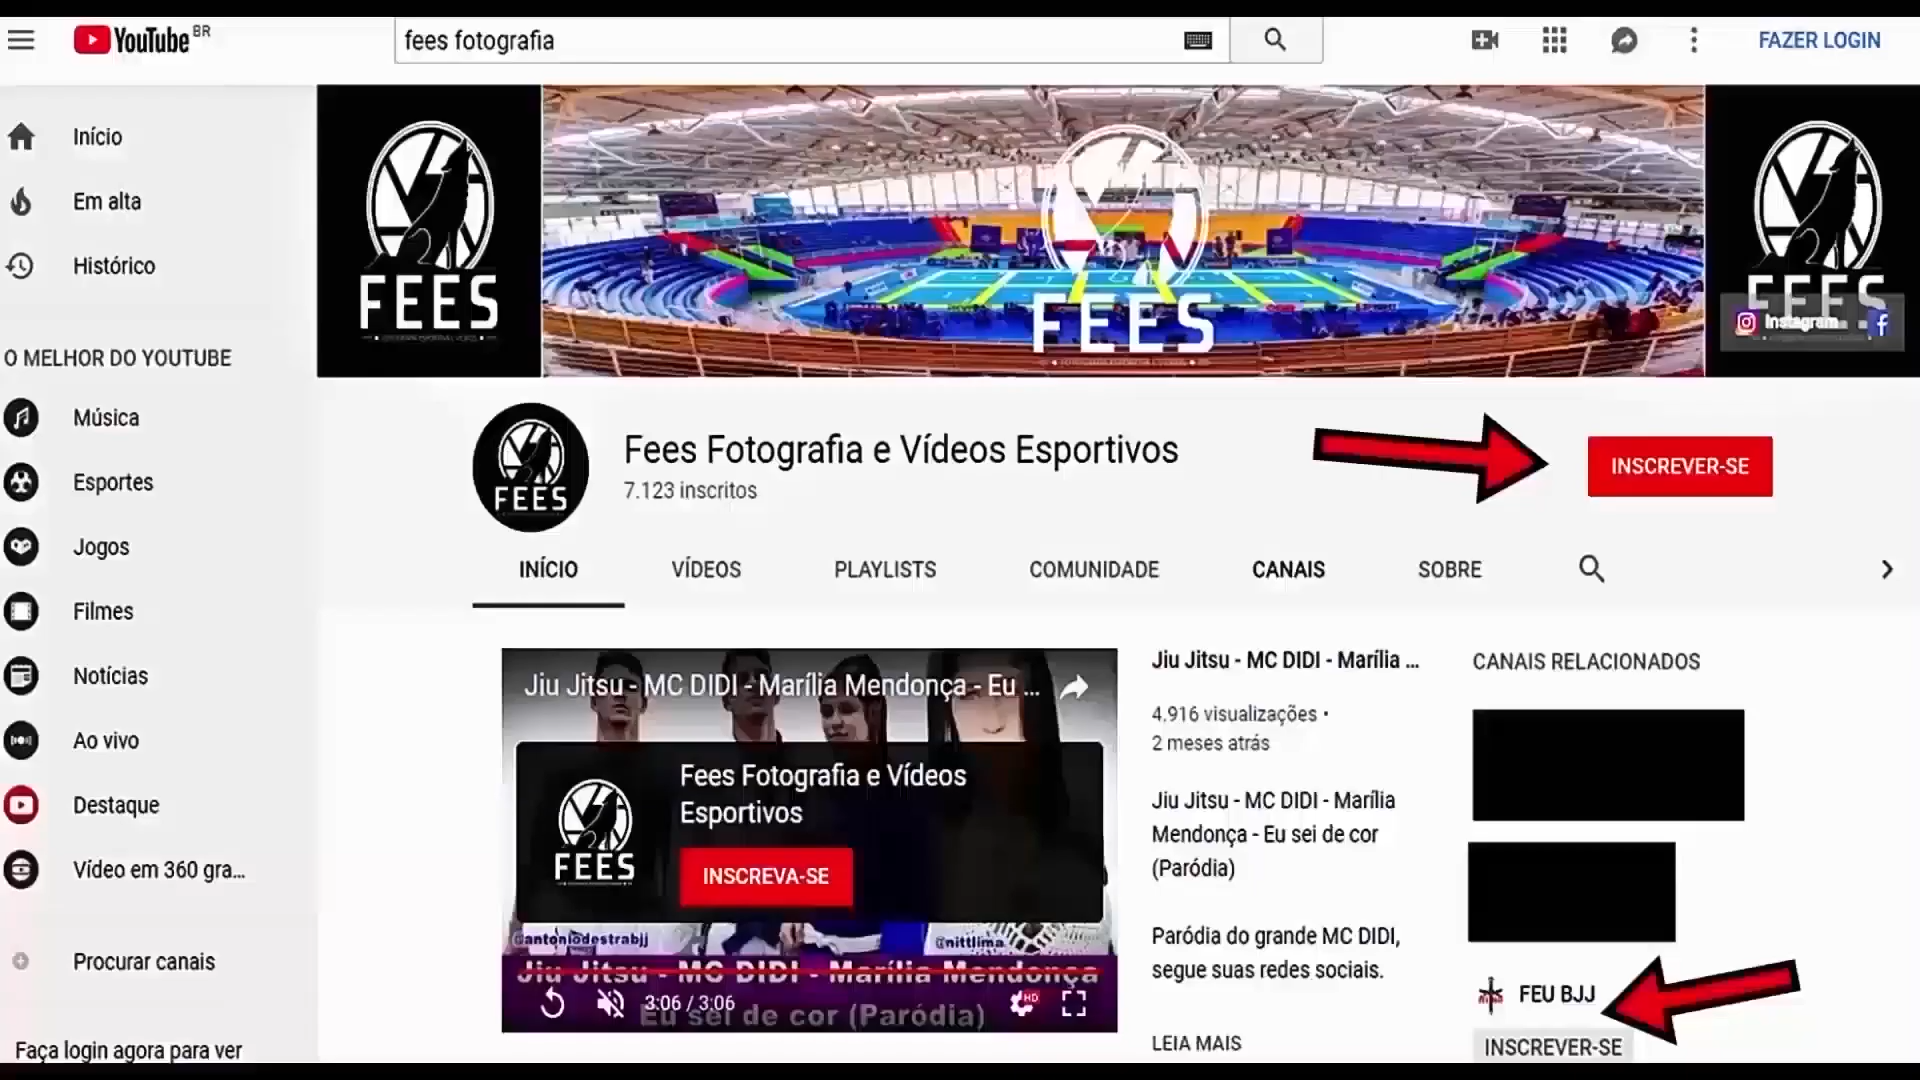 YouTube BR
fees fotografia
FAZER LOGIN
Início
Em alta
Histórico
O MELHOR DO YOUTUBE
Música
Esportes
Jogos
Filmes
Notícias
Ao vivo
Destaque
Vídeo em 360 gra...
Procurar canais
Faça login agora para ver
FEES
FEES
FEES
Instagram
Fees Fotografia e Vídeos Esportivos
7.123 inscritos
INSCREVER-SE
FEES
INÍCIO
VÍDEOS
PLAYLISTS
COMUNIDADE
CANAIS
SOBRE
Jiu Jitsu - MC DIDI - Marília Mendonça - Eu ...
Fees Fotografia e Vídeos
Esportivos
FEES
INSCREVA-SE
@antoniodestrabjj
@nittlima
Jiu Jitsu - MC DIDI - Marília Mendonça
3:06 / 3:06
HD
Eu sei de cor (Paródia)
Jiu Jitsu - MC DIDI - Marília ...
4.916 visualizações •
2 meses atrás
Jiu Jitsu - MC DIDI - Marília
Mendonça - Eu sei de cor
(Paródia)
Paródia do grande MC DIDI,
segue suas redes sociais.
LEIA MAIS
CANAIS RELACIONADOS
FEU BJJ
INSCREVER-SE